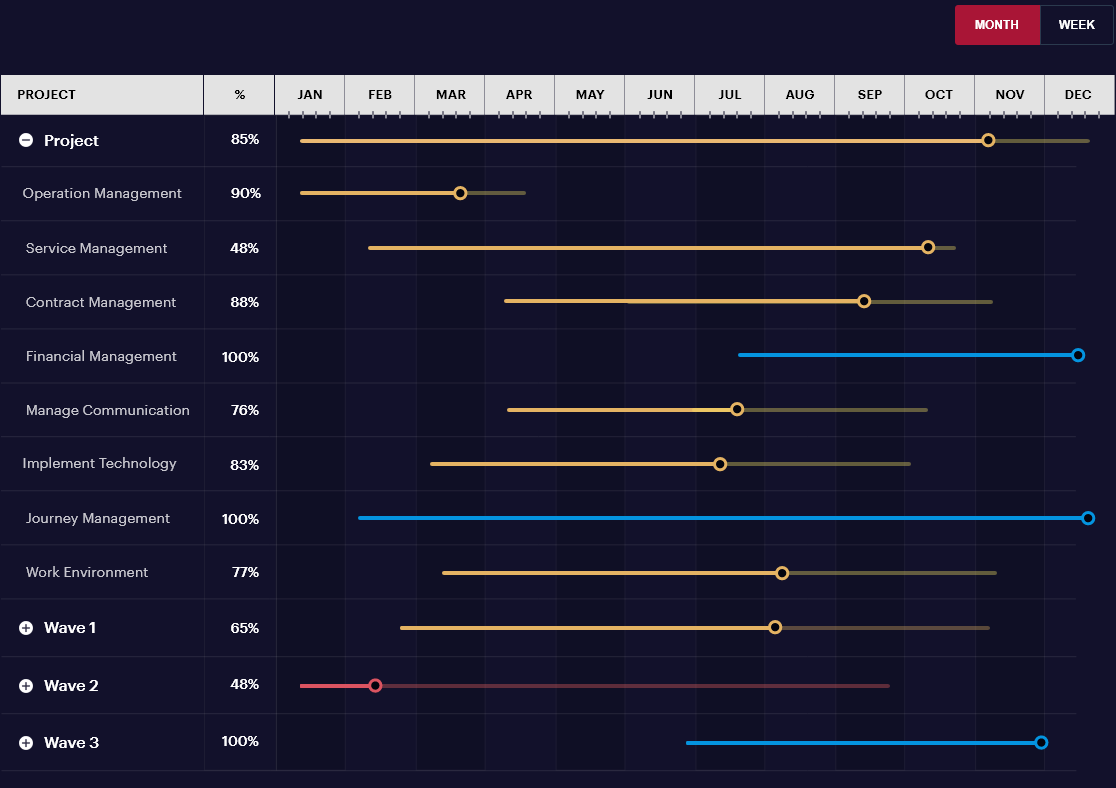 MONTH WEEK
PROJECT % JAN FEB MAR APR MAY JUN JUL AUG SEP OCT NOV DEC
Project 85%
Operation Management 90%
Service Management 48%
Contract Management 88%
Financial Management 100%
Manage Communication 76%
Implement Technology 83%
Journey Management 100%
Work Environment 77%
Wave 1 65%
Wave 2 48%
Wave 3 100%